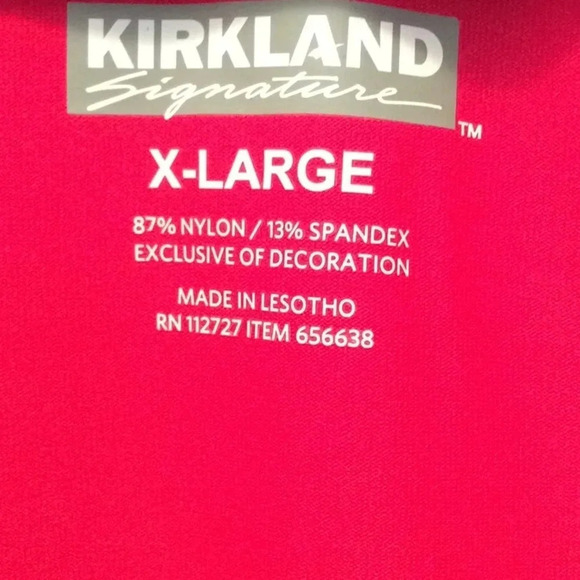 KIRKLAND
Signature
TM
X-LARGE
87% NYLON / 13% SPANDEX
EXCLUSIVE OF DECORATION
MADE IN LESOTHO
RN 112727 ITEM 656638